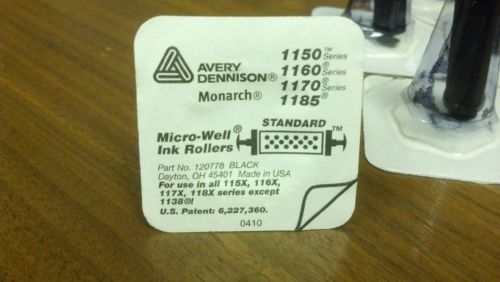 AVERY
DENNISON®
Monarch®
1150™ Series
1160® Series
1170® Series
1185®
Micro-Well®
Ink Rollers
STANDARD™
Part No. 120778 BLACK
Dayton, OH 45401 Made in USA
For use in all 115X, 116X,
117X, 118X series except
1138®!
U.S. Patent: 6,227,360.
0410